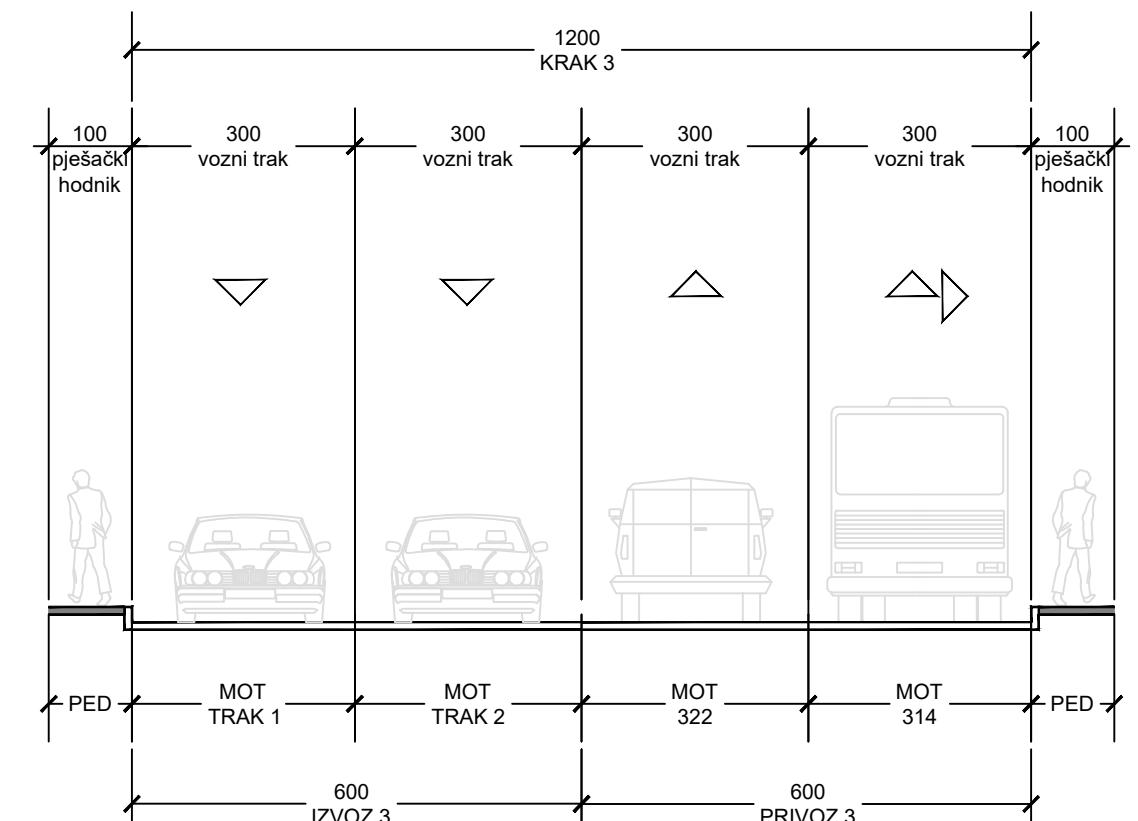 1200
KRAK 3
100
pješački
hodnik
300
vozni trak
300
vozni trak
300
vozni trak
300
vozni trak
100
pješački
hodnik
PED
MOT
TRAK 1
MOT
TRAK 2
MOT
322
MOT
314
PED
600
IZVOZ 3
600
PRIVOZ 3